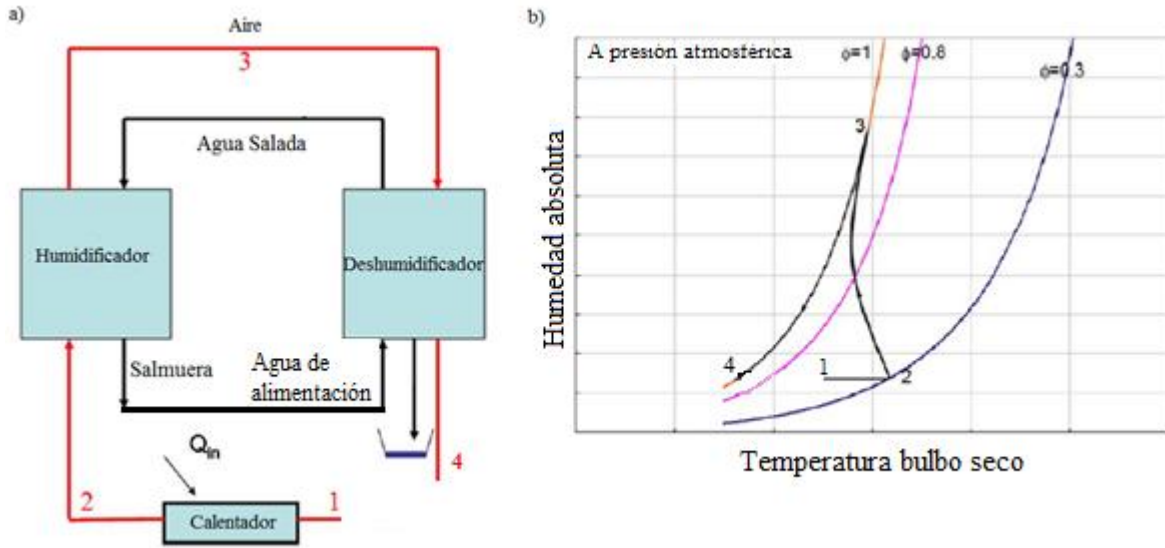 a)
Aire
3
Agua Salada
Humidificador
Deshumidificador
Salmuera
Agua de
alimentación
Qin
4
2
1
Calentador
b)
A presión atmosférica
ϕ=1
ϕ=0.8
ϕ=0.3
3
4
1
2
Humedad absoluta
Temperatura bulbo seco